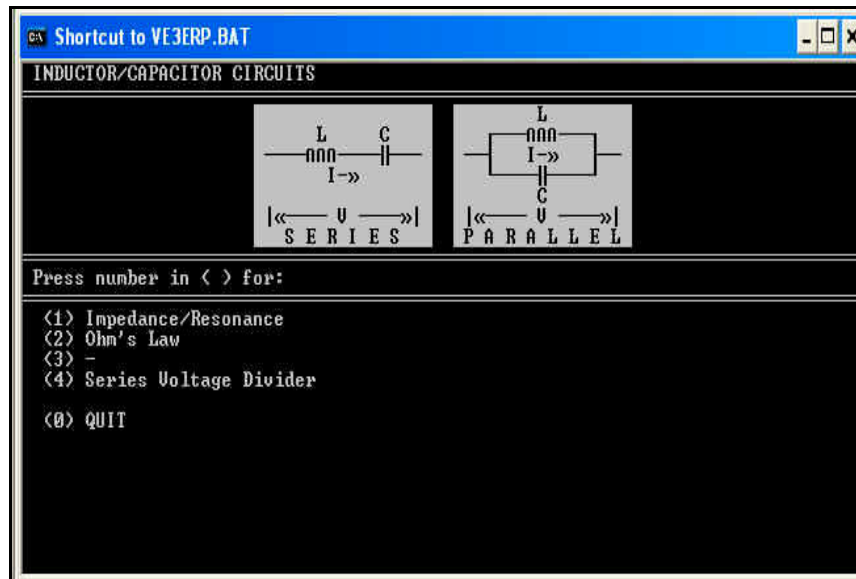 Shortcut to VE3ERP.BAT
INDUCTOR/CAPACITOR CIRCUITS
L C
I→»
|«── V ──»|
S E R I E S
L
I→»
C
|«── V ──»|
P A R A L L E L
Press number in < > for:
<1> Impedance/Resonance
<2> Ohm's Law
<3> -
<4> Series Voltage Divider
<0> QUIT